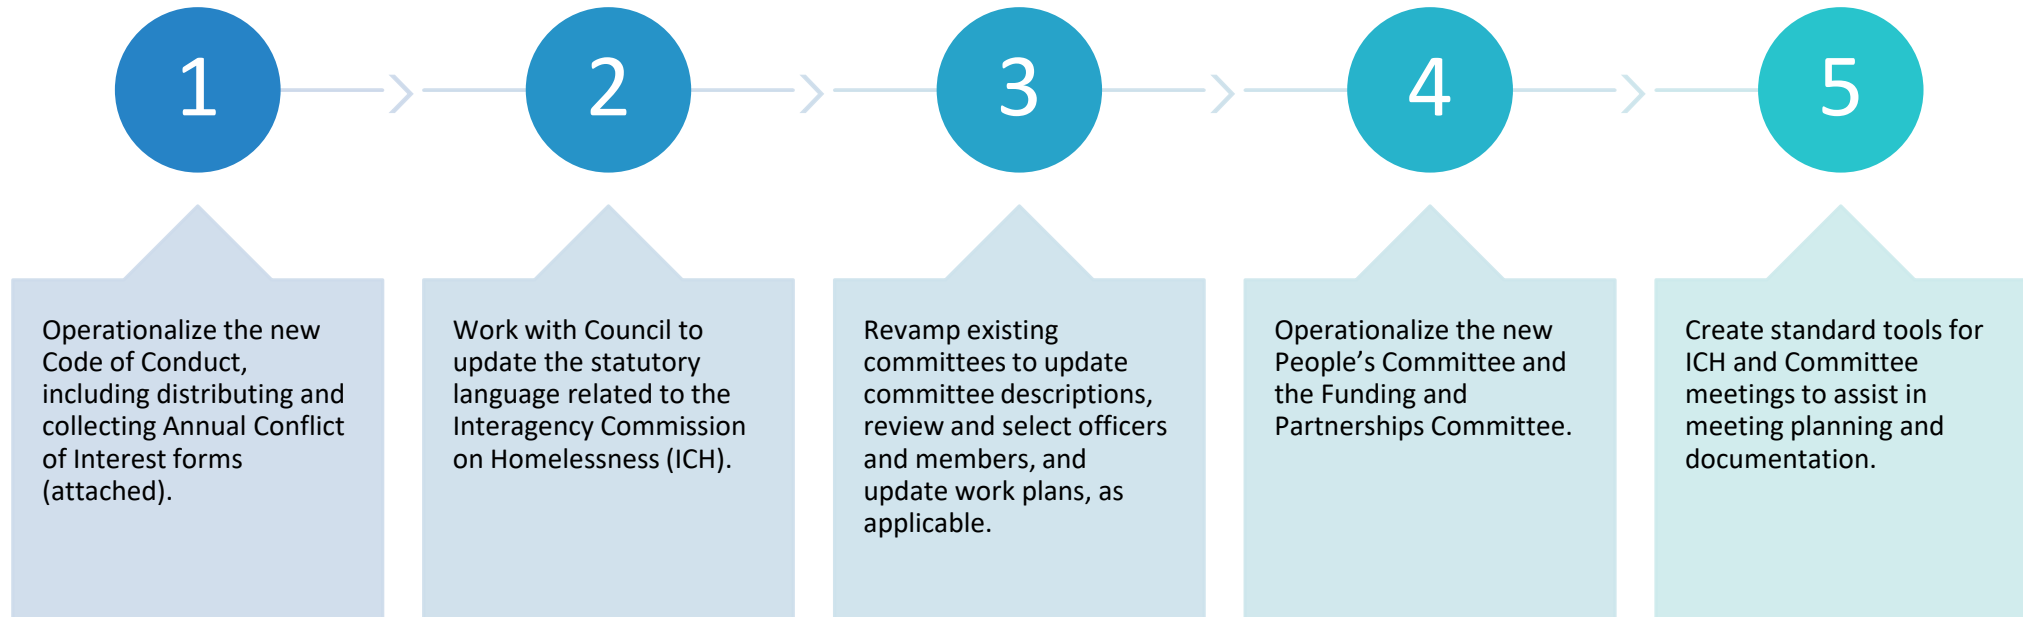 1
Operationalize the new
Code of Conduct,
including distributing and
collecting Annual Conflict
of Interest forms
(attached).
2
Work with Council to
update the statutory
language related to the
Interagency Commission
on Homelessness (ICH).
3
Revamp existing
committees to update
committee descriptions,
review and select officers
and members, and
update work plans, as
applicable.
4
Operationalize the new
People’s Committee and
the Funding and
Partnerships Committee.
5
Create standard tools for
ICH and Committee
meetings to assist in
meeting planning and
documentation.